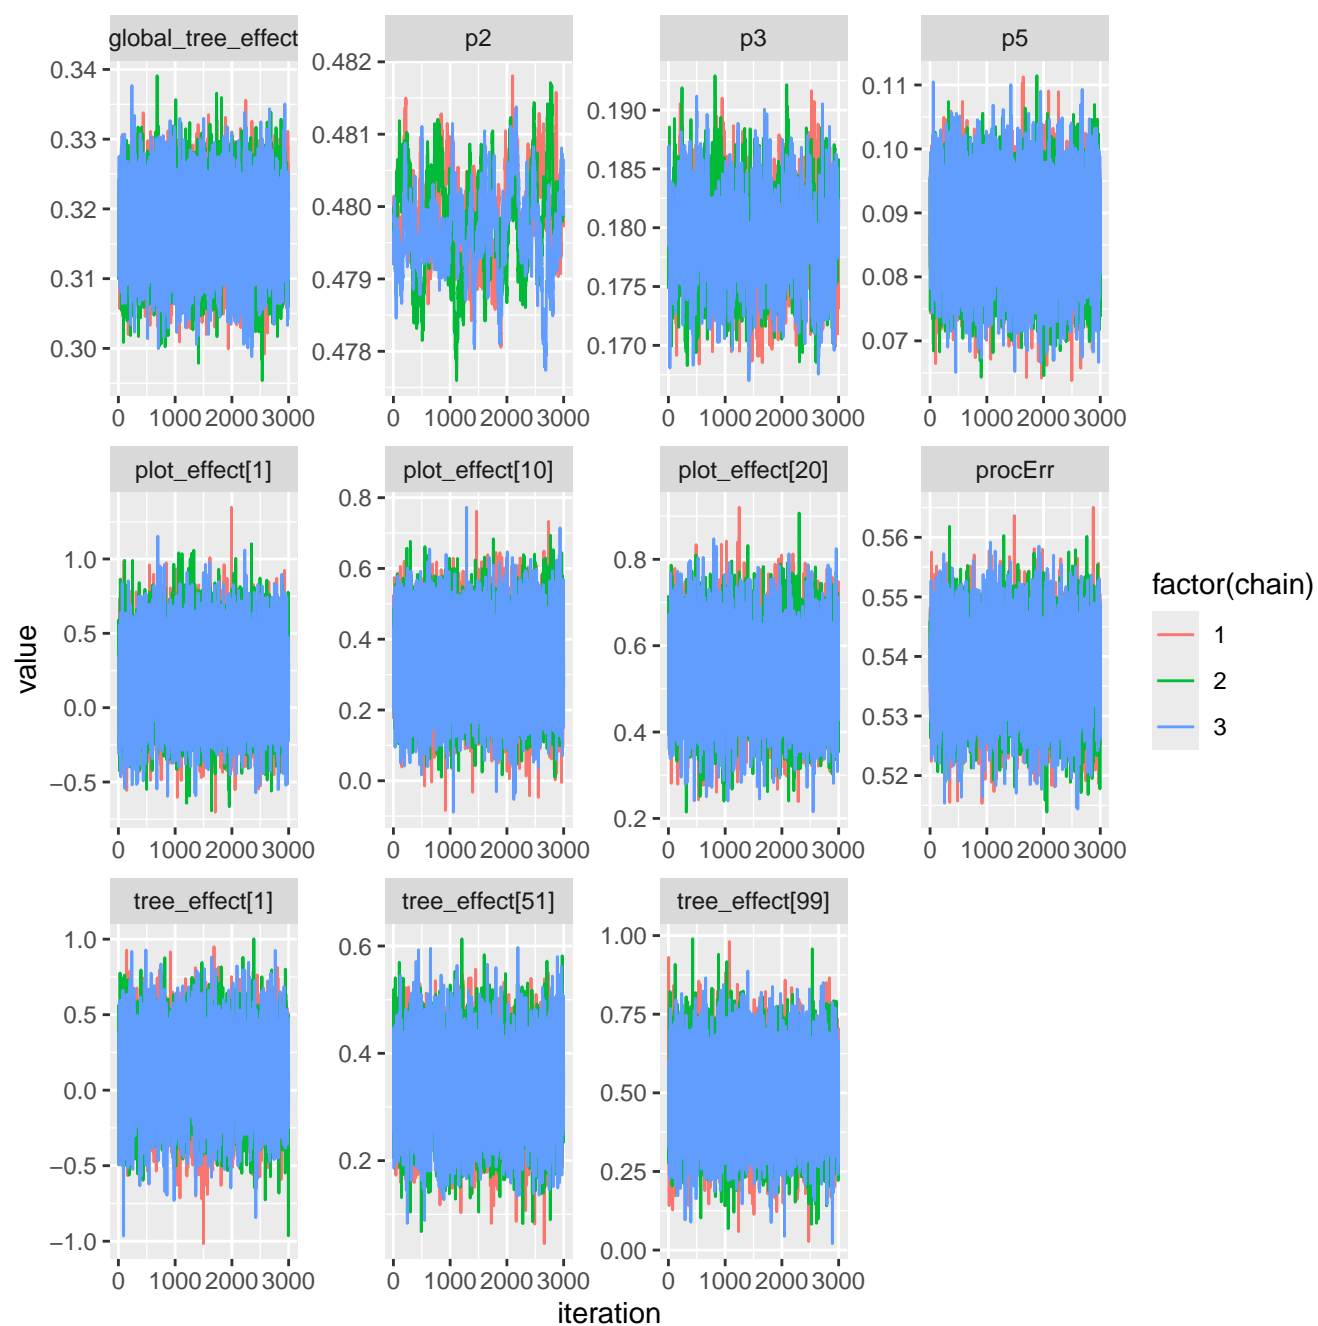 global_tree_effect
p2
p3
p5
0.34
0.33
0.32
0.31
0.30
0.482
0.481
0.480
0.479
0.478
0.190
0.185
0.180
0.175
0.170
0.11
0.10
0.09
0.08
0.07
0 1000 2000 3000
0 1000 2000 3000
0 1000 2000 3000
0 1000 2000 3000
plot_effect[1]
plot_effect[10]
plot_effect[20]
procErr
1.0
0.5
0.0
−0.5
0.8
0.6
0.4
0.2
0.0
0.8
0.6
0.4
0.2
0.56
0.55
0.54
0.53
0.52
0 1000 2000 3000
0 1000 2000 3000
0 1000 2000 3000
0 1000 2000 3000
tree_effect[1]
tree_effect[51]
tree_effect[99]
1.0
0.5
0.0
−0.5
−1.0
0.6
0.4
0.2
1.00
0.75
0.50
0.25
0.00
0 1000 2000 3000
0 1000 2000 3000
0 1000 2000 3000
value
iteration
factor(chain)
1
2
3